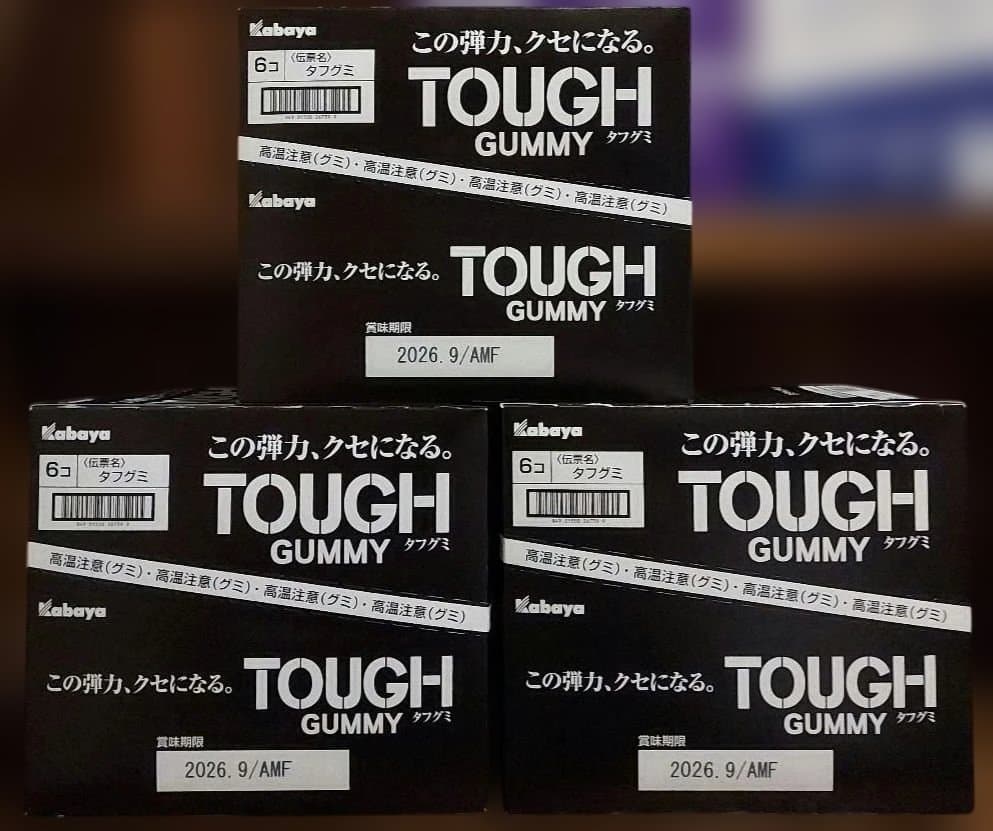 Kabaya
この弾力、クセになる。
6コ
〈伝票名〉
タフグミ
TOUGH
GUMMY タフグミ
高温注意(グミ)・高温注意(グミ)・高温注意(グミ)・高温注意(グミ)
Kabaya
この弾力、クセになる。
TOUGH
GUMMY タフグミ
賞味期限
2026.9/AMF
Kabaya
この弾力、クセになる。
6コ
〈伝票名〉
タフグミ
TOUGH
GUMMY タフグミ
高温注意(グミ)・高温注意(グミ)・高温注意(グミ)・高温注意(グミ)
Kabaya
この弾力、クセになる。
TOUGH
GUMMY タフグミ
賞味期限
2026.9/AMF
Kabaya
この弾力、クセになる。
6コ
〈伝票名〉
タフグミ
TOUGH
GUMMY タフグミ
高温注意(グミ)・高温注意(グミ)・高温注意(グミ)・高温注意(グミ)
Kabaya
この弾力、クセになる。
TOUGH
GUMMY タフグミ
賞味期限
2026.9/AMF